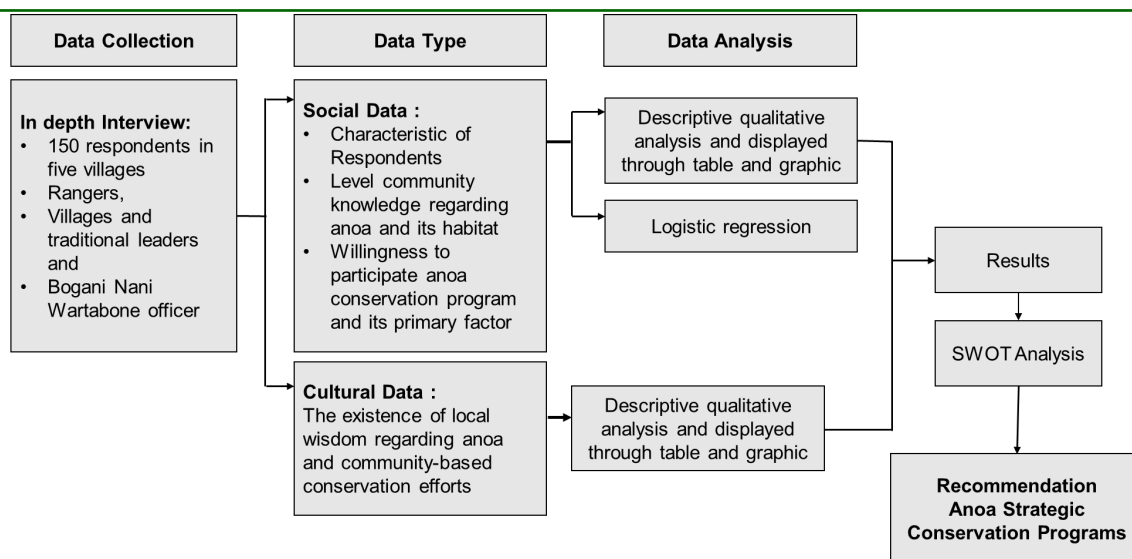 Data Collection
Data Type
Data Analysis
In depth Interview:
• 150 respondents in
five villages
• Rangers,
• Villages and
traditional leaders
and
• Bogani Nani
Wartabone officer
Social Data :
• Characteristic of
Respondents
• Level community
knowledge regarding
anoa and its habitat
• Willingness to
participate anoa
conservation program
and its primary factor
Cultural Data :
The existence of local
wisdom regarding anoa
and community-based
conservation efforts
Descriptive qualitative
analysis and displayed
through table and graphic
Logistic regression
Descriptive qualitative
analysis and displayed
through table and graphic
Results
SWOT Analysis
Recommendation
Anoa Strategic
Conservation Programs